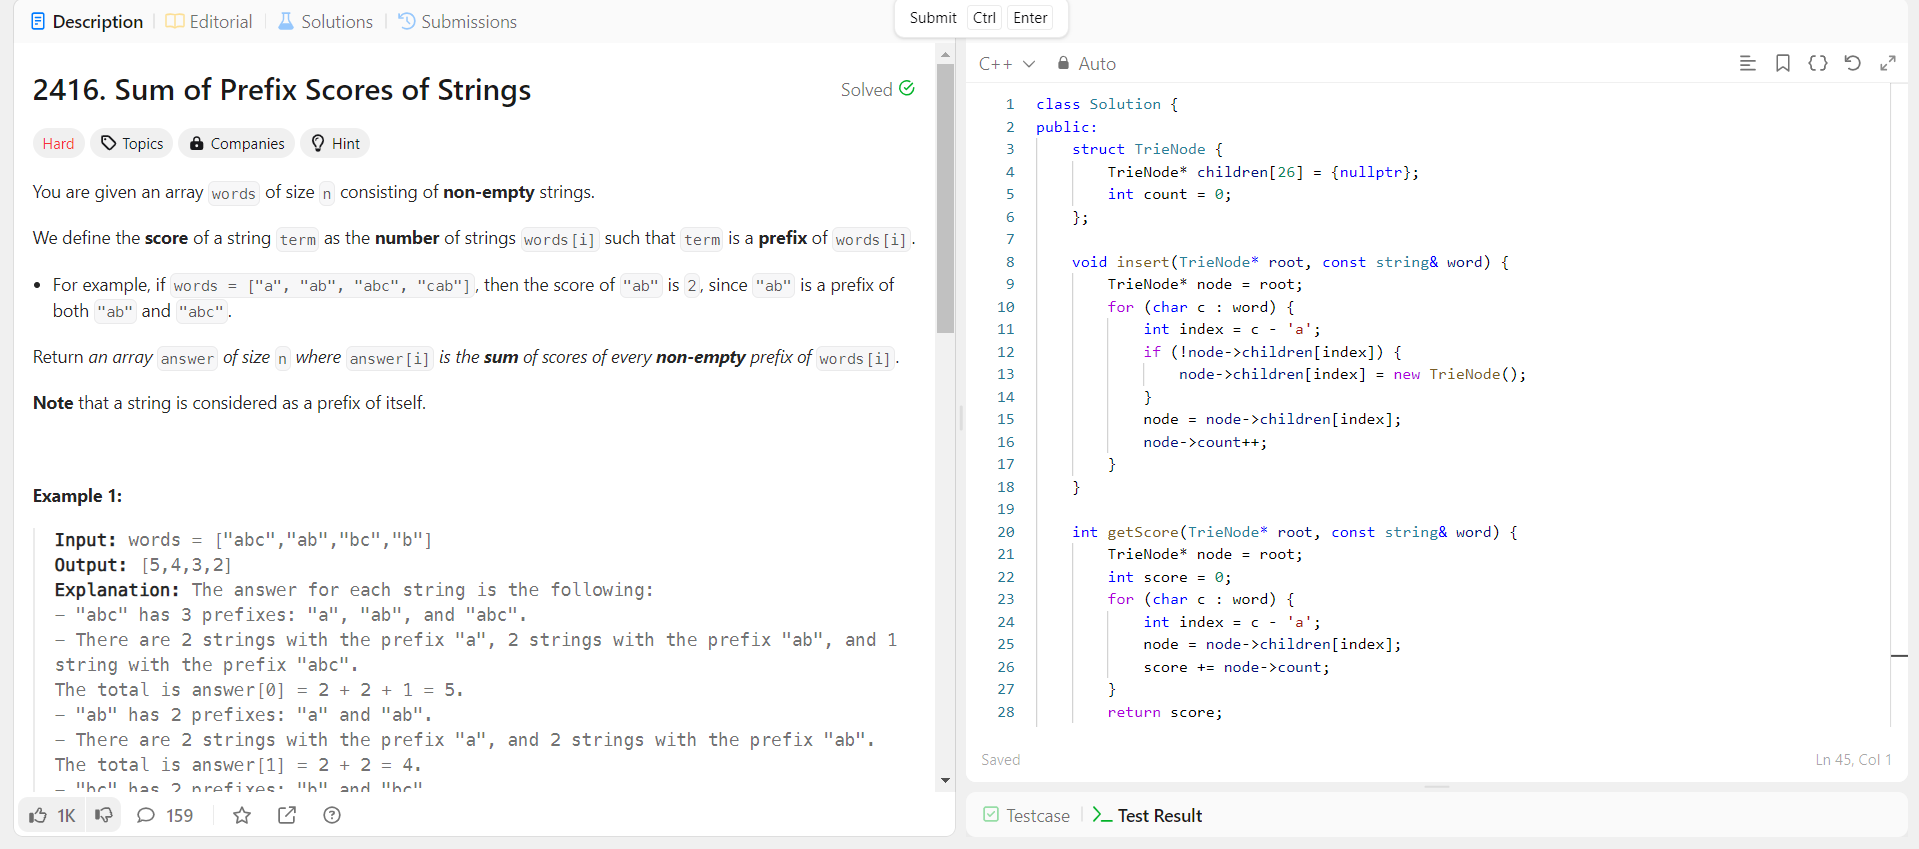 Description Editorial Solutions Submissions
Submit Ctrl Enter
2416. Sum of Prefix Scores of Strings
Solved
Hard Topics Companies Hint
You are given an array words of size n consisting of non-empty strings.
We define the score of a string term as the number of strings words[i] such that term is a prefix of words[i].
• For example, if words = ["a", "ab", "abc", "cab"], then the score of "ab" is 2, since "ab" is a prefix of
both "ab" and "abc".
Return an array answer of size n where answer[i] is the sum of scores of every non-empty prefix of words[i].
Note that a string is considered as a prefix of itself.
Example 1:
Input: words = ["abc","ab","bc","b"]
Output: [5,4,3,2]
Explanation: The answer for each string is the following:
- "abc" has 3 prefixes: "a", "ab", and "abc".
- There are 2 strings with the prefix "a", 2 strings with the prefix "ab", and 1
string with the prefix "abc".
The total is answer[0] = 2 + 2 + 1 = 5.
- "ab" has 2 prefixes: "a" and "ab".
- There are 2 strings with the prefix "a", and 2 strings with the prefix "ab".
The total is answer[1] = 2 + 2 = 4.
- "bc" has 2 prefixes: "b" and "bc"
1K 159
C++ Auto
1 class Solution {
2 public:
3     struct TrieNode {
4         TrieNode* children[26] = {nullptr};
5         int count = 0;
6     };
7
8     void insert(TrieNode* root, const string& word) {
9         TrieNode* node = root;
10         for (char c : word) {
11             int index = c - 'a';
12             if (!node->children[index]) {
13                 node->children[index] = new TrieNode();
14             }
15             node = node->children[index];
16             node->count++;
17         }
18     }
19
20     int getScore(TrieNode* root, const string& word) {
21         TrieNode* node = root;
22         int score = 0;
23         for (char c : word) {
24             int index = c - 'a';
25             node = node->children[index];
26             score += node->count;
27         }
28         return score;
Saved
Ln 45, Col 1
Testcase Test Result